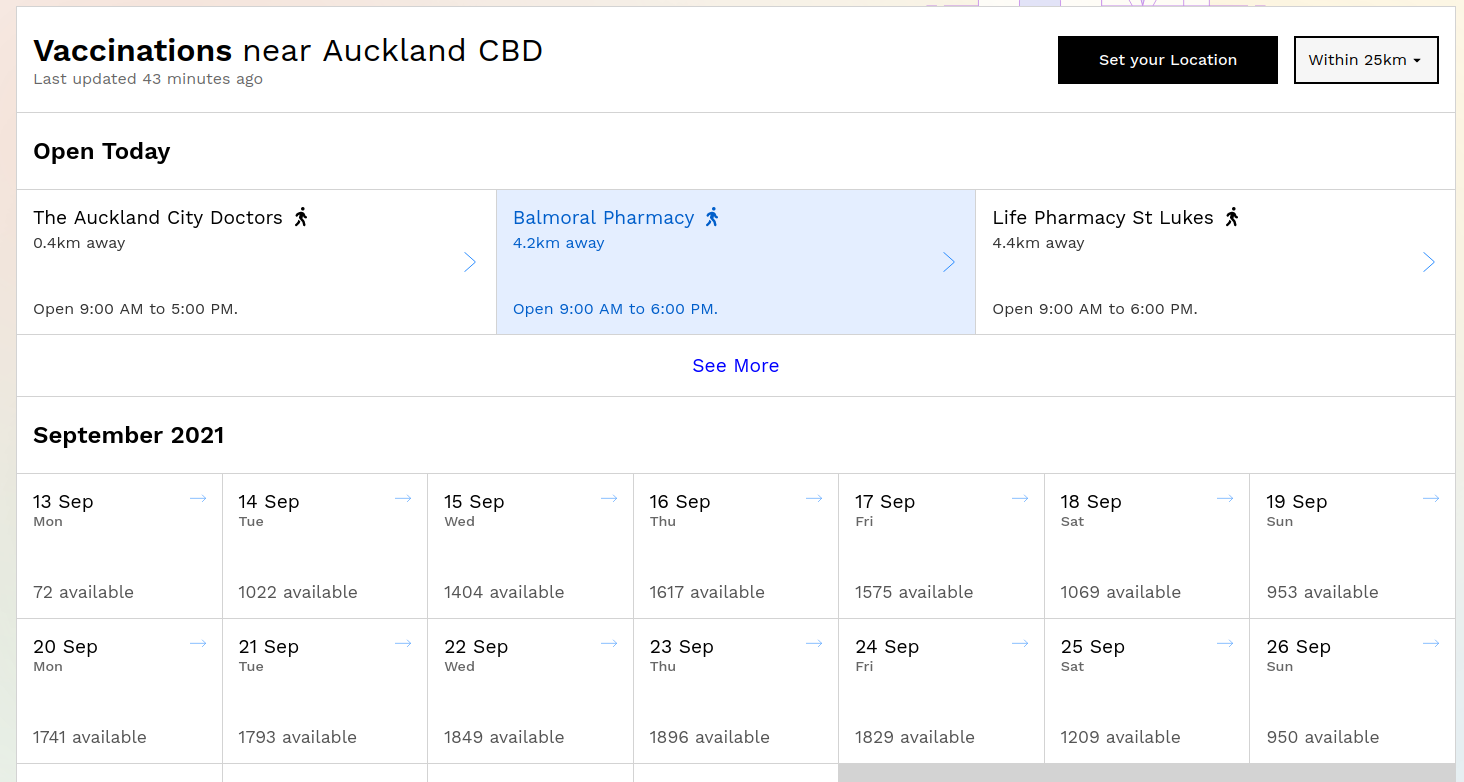 Vaccinations near Auckland CBD
Last updated 43 minutes ago
Set your Location
Within 25km
Open Today
The Auckland City Doctors
0.4km away
Open 9:00 AM to 5:00 PM.
Balmoral Pharmacy
4.2km away
Open 9:00 AM to 6:00 PM.
Life Pharmacy St Lukes
4.4km away
Open 9:00 AM to 6:00 PM.
See More
September 2021
13 Sep
Mon
72 available
14 Sep
Tue
1022 available
15 Sep
Wed
1404 available
16 Sep
Thu
1617 available
17 Sep
Fri
1575 available
18 Sep
Sat
1069 available
19 Sep
Sun
953 available
20 Sep
Mon
1741 available
21 Sep
Tue
1793 available
22 Sep
Wed
1849 available
23 Sep
Thu
1896 available
24 Sep
Fri
1829 available
25 Sep
Sat
1209 available
26 Sep
Sun
950 available